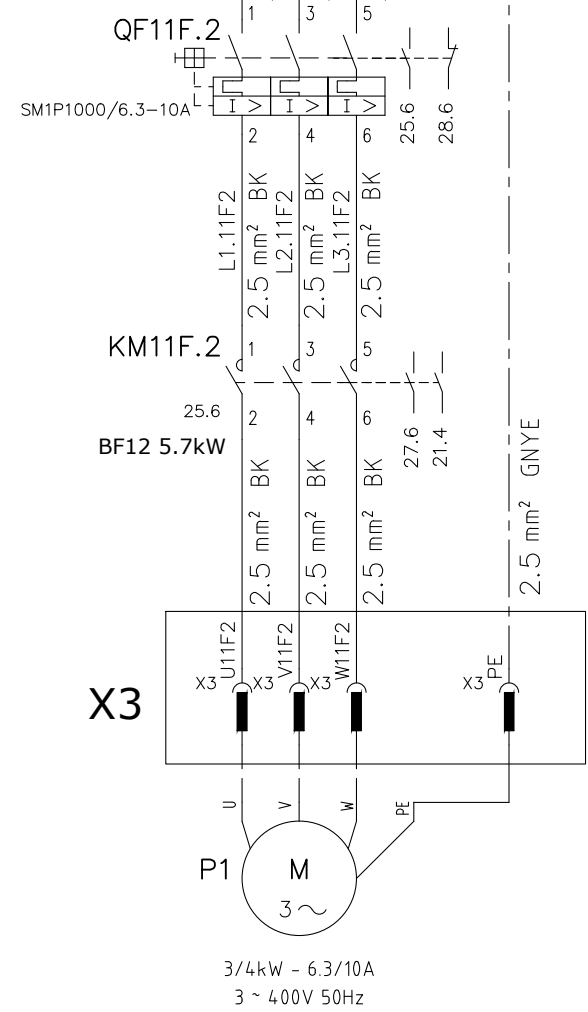 1 3 5
QF11F.2
SM1P1000/6.3-10A
I > I > I >
25.6
28.6
2 4 6
L1.11F2
2.5 mm² BK
L2.11F2
2.5 mm² BK
L3.11F2
2.5 mm² BK
KM11F.2
1 3 5
25.6
2 4 6
BF12 5.7kW
27.6
21.4
2.5 mm² BK
2.5 mm² BK
2.5 mm² BK
2.5 mm² GNYE
U11F2
V11F2
W11F2
PE
X3 X3 X3 X3
X3
U V W PE
P1
M
3~
3/4kW - 6.3/10A
3 ~ 400V 50Hz